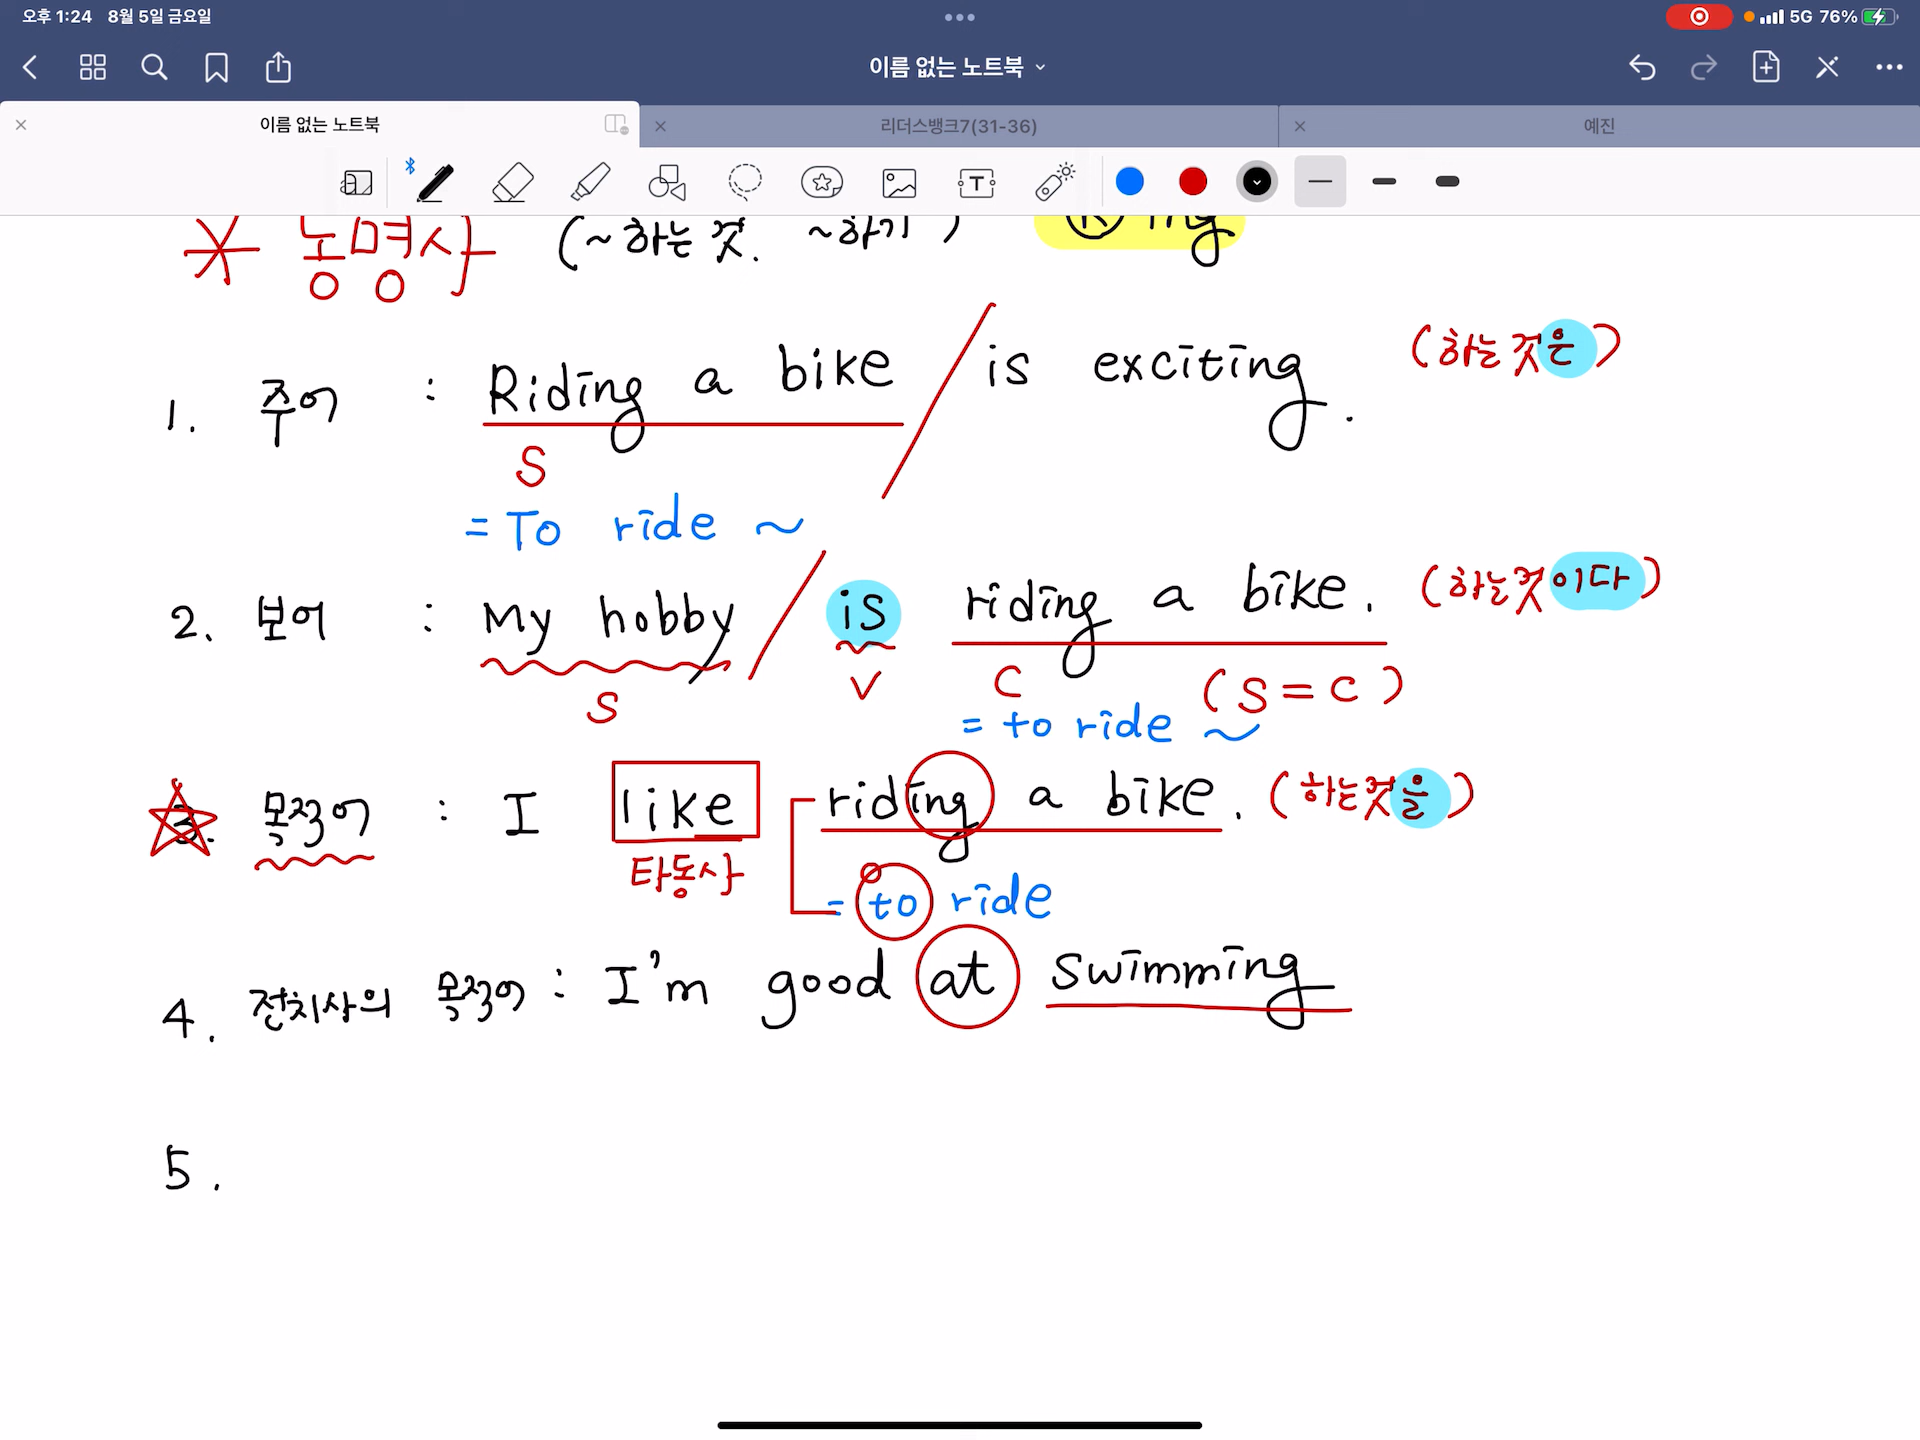 오후 1:24 8월 5일 금요일
5G 76%
이름 없는 노트북
이름 없는 노트북
리더스뱅크7(31-36)
예진
* 동명사 (~하는 것. ~하기) ing
1. 주어 : Riding a bike / is exciting. (하는 것은)
S
= To ride ~
2. 보어 : My hobby / is riding a bike. (하는것이다)
S V C (S = C)
= to ride ~
3. 목적어 : I like riding a bike. (하는것을)
타동사
= to ride
4. 전치사의 목적어 : I'm good at swimming
5.